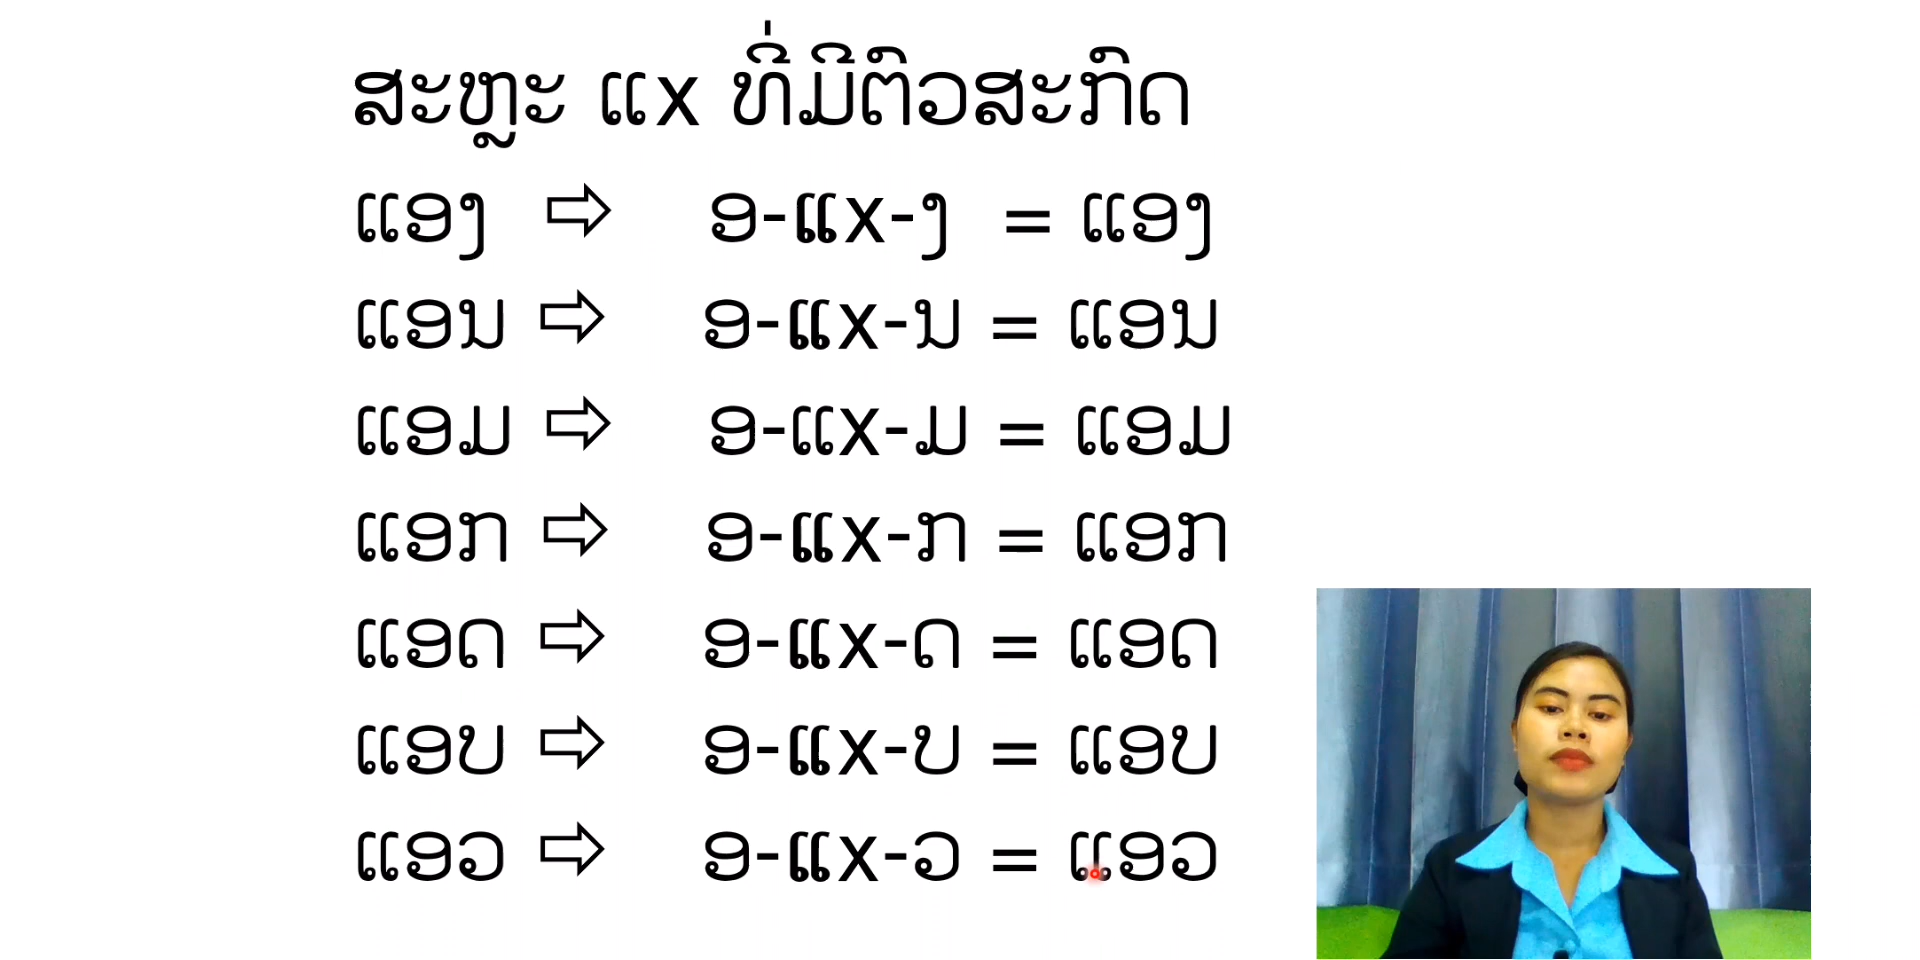 ສະຫຼະ ແx ທີ່ມີຕົວສະກົດ
ແອງ ⇨ ອ-ແx-ງ = ແອງ
ແອນ ⇨ ອ-ແx-ນ = ແອນ
ແອມ ⇨ ອ-ແx-ມ = ແອມ
ແອກ ⇨ ອ-ແx-ກ = ແອກ
ແອດ ⇨ ອ-ແx-ດ = ແອດ
ແອບ ⇨ ອ-ແx-ບ = ແອບ
ແອວ ⇨ ອ-ແx-ວ = ແອວ